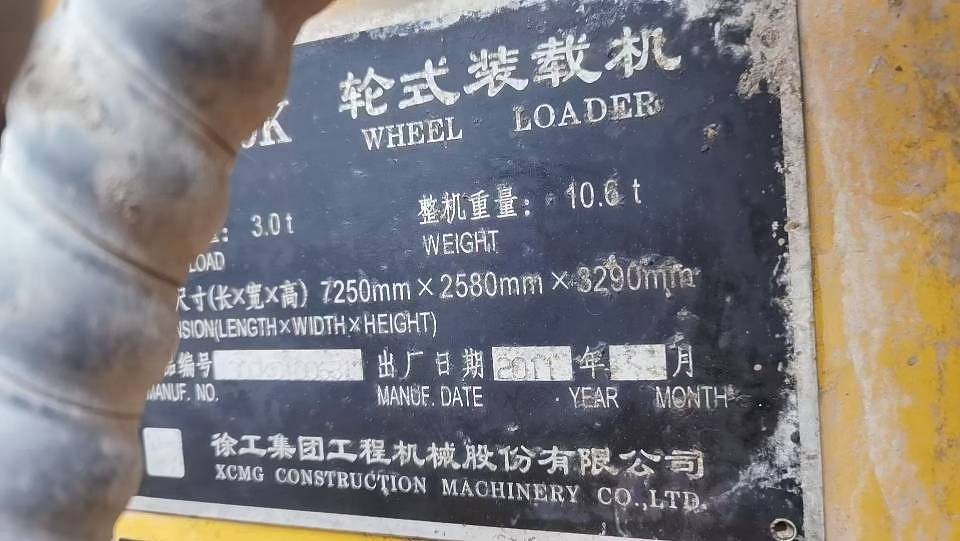 轮式装载机
WHEEL LOADER
3.0 t
LOAD
整机重量: 10.6 t
WEIGHT
尺寸(长×宽×高) 7250mm×2580mm×3290mm
(LENGTH×WIDTH×HEIGHT)
编号
MANUF. NO.
出厂日期 2011 年 月
MANUF. DATE YEAR MONTH
徐工集团工程机械股份有限公司
XCMG CONSTRUCTION MACHINERY CO.,LTD.